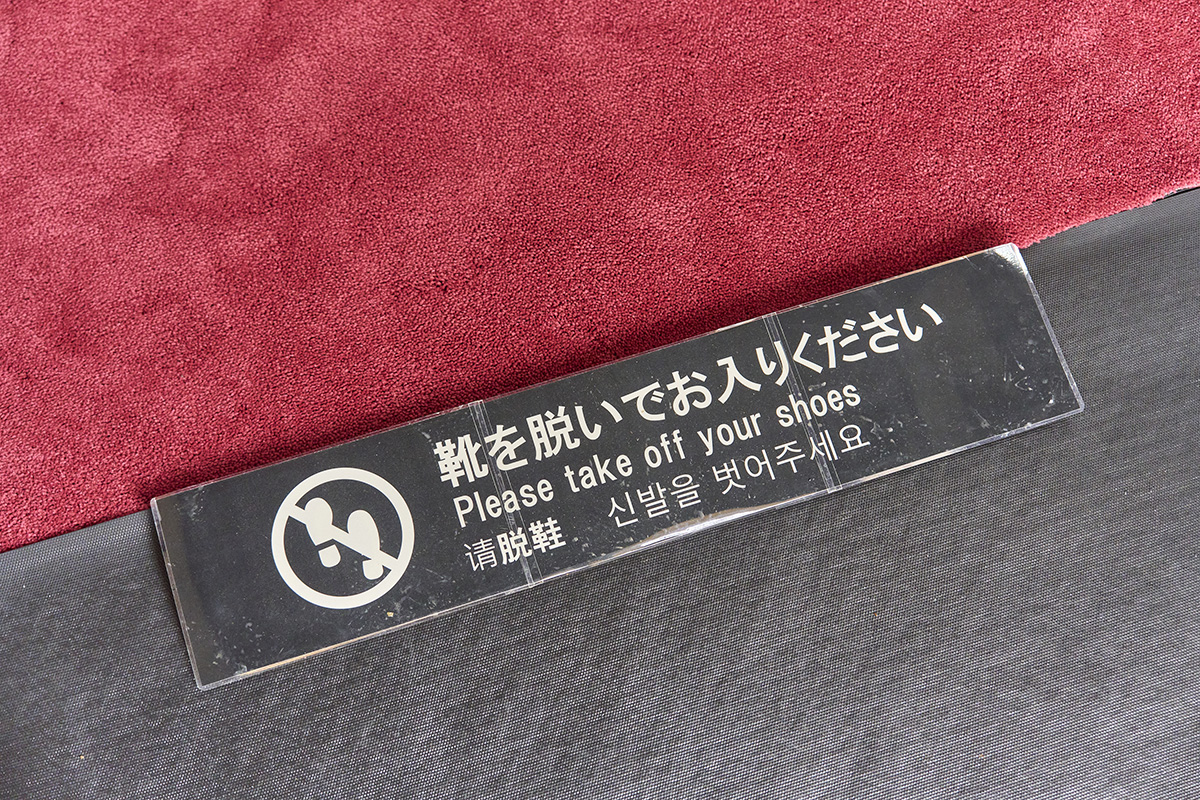 靴を脱いでお入りください
Please take off your shoes
请脱鞋 신발을 벗어주세요